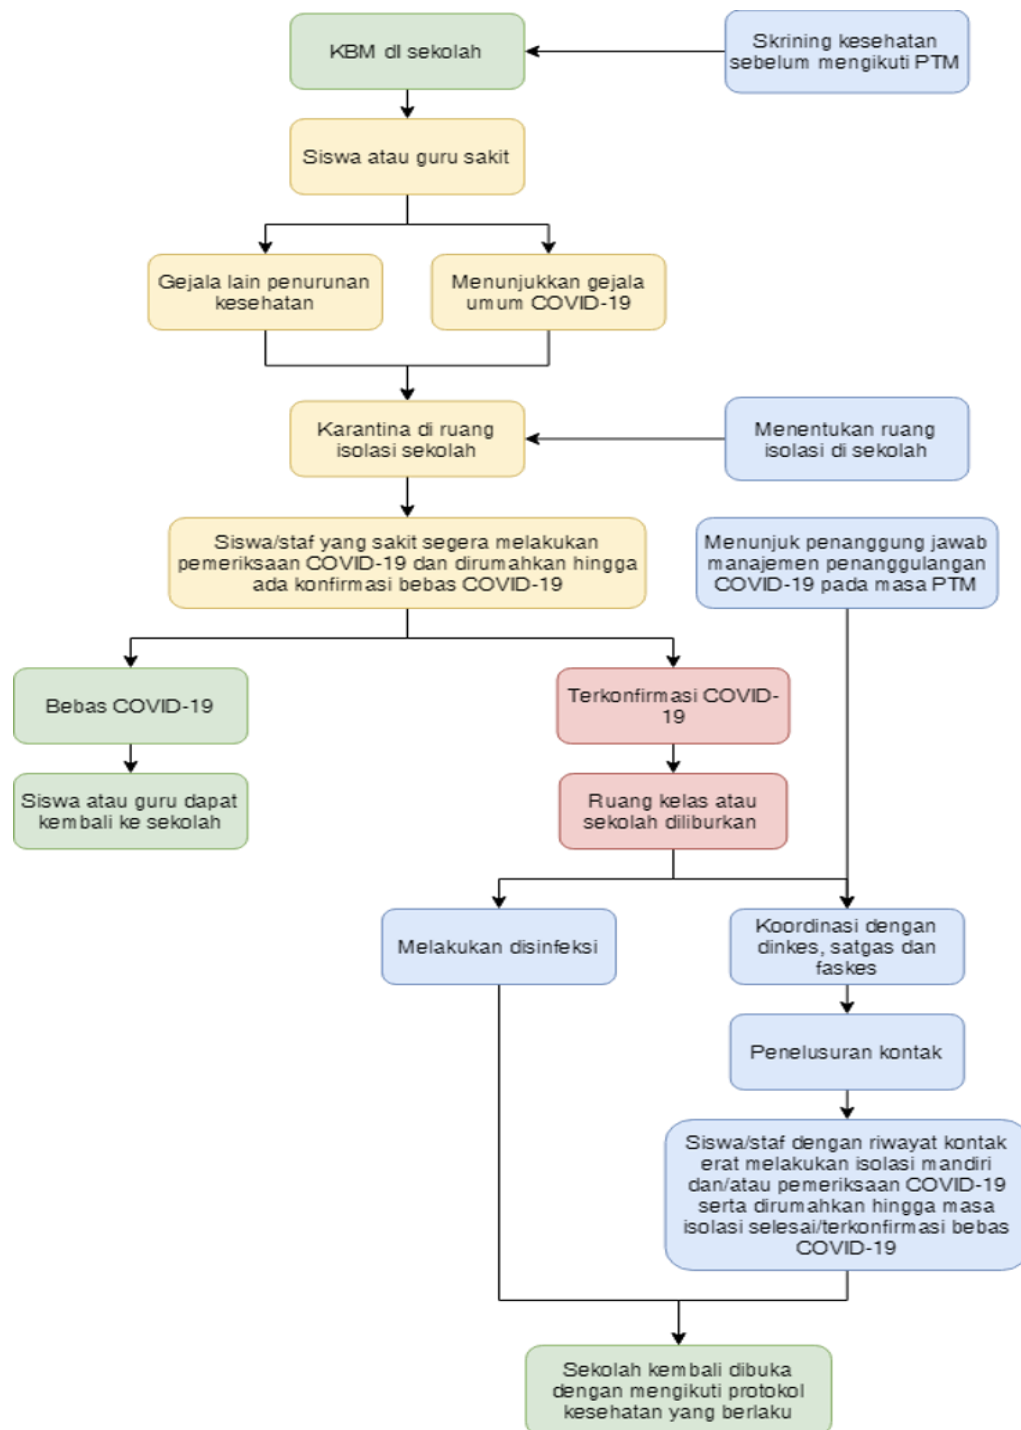 KBM dI sekolah
Skrining kesehatan
sebelum mengikuti PTM
Siswa atau guru sakit
Gejala lain penurunan
kesehatan
Menunjukkan gejala
umum COVID-19
Karantina di ruang
isolasi sekolah
Menentukan ruang
isolasi di sekolah
Siswa/staf yang sakit segera melakukan
pemeriksaan COVID-19 dan dirumahkan hingga
ada konfirmasi bebas COVID-19
Menunjuk penanggung jawab
manajemen penanggulangan
COVID-19 pada masa PTM
Bebas COVID-19
Terkonfirmasi COVID-
19
Siswa atau guru dapat
kembali ke sekolah
Ruang kelas atau
sekolah diliburkan
Melakukan disinfeksi
Koordinasi dengan
dinkes, satgas dan
faskes
Penelusuran kontak
Siswa/staf dengan riwayat kontak
erat melakukan isolasi mandiri
dan/atau pemeriksaan COVID-19
serta dirumahkan hingga masa
isolasi selesai/terkonfirmasi bebas
COVID-19
Sekolah kembali dibuka
dengan mengikuti protokol
kesehatan yang berlaku